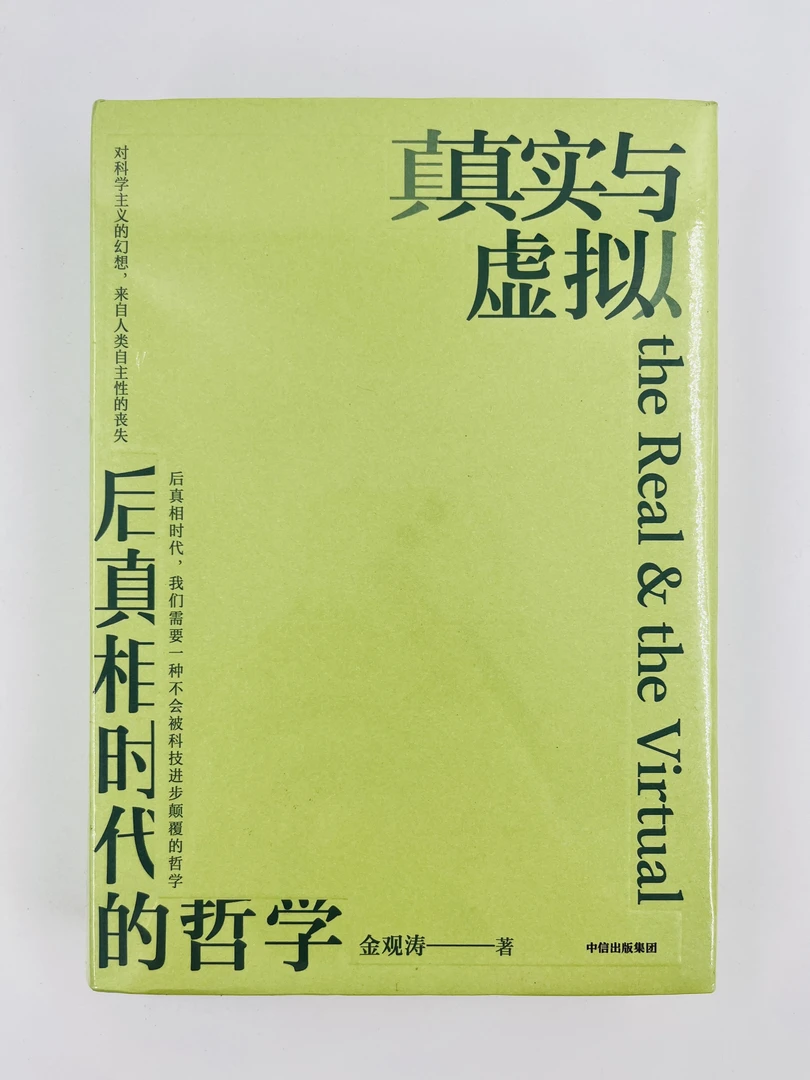 真实与
虚拟
the Real & the Virtual
对科学主义的幻想，来自人类自主性的丧失
后真相时代的哲学
后真相时代，我们需要一种不会被科技进步颠覆的哲学
金观涛——著
中信出版集团